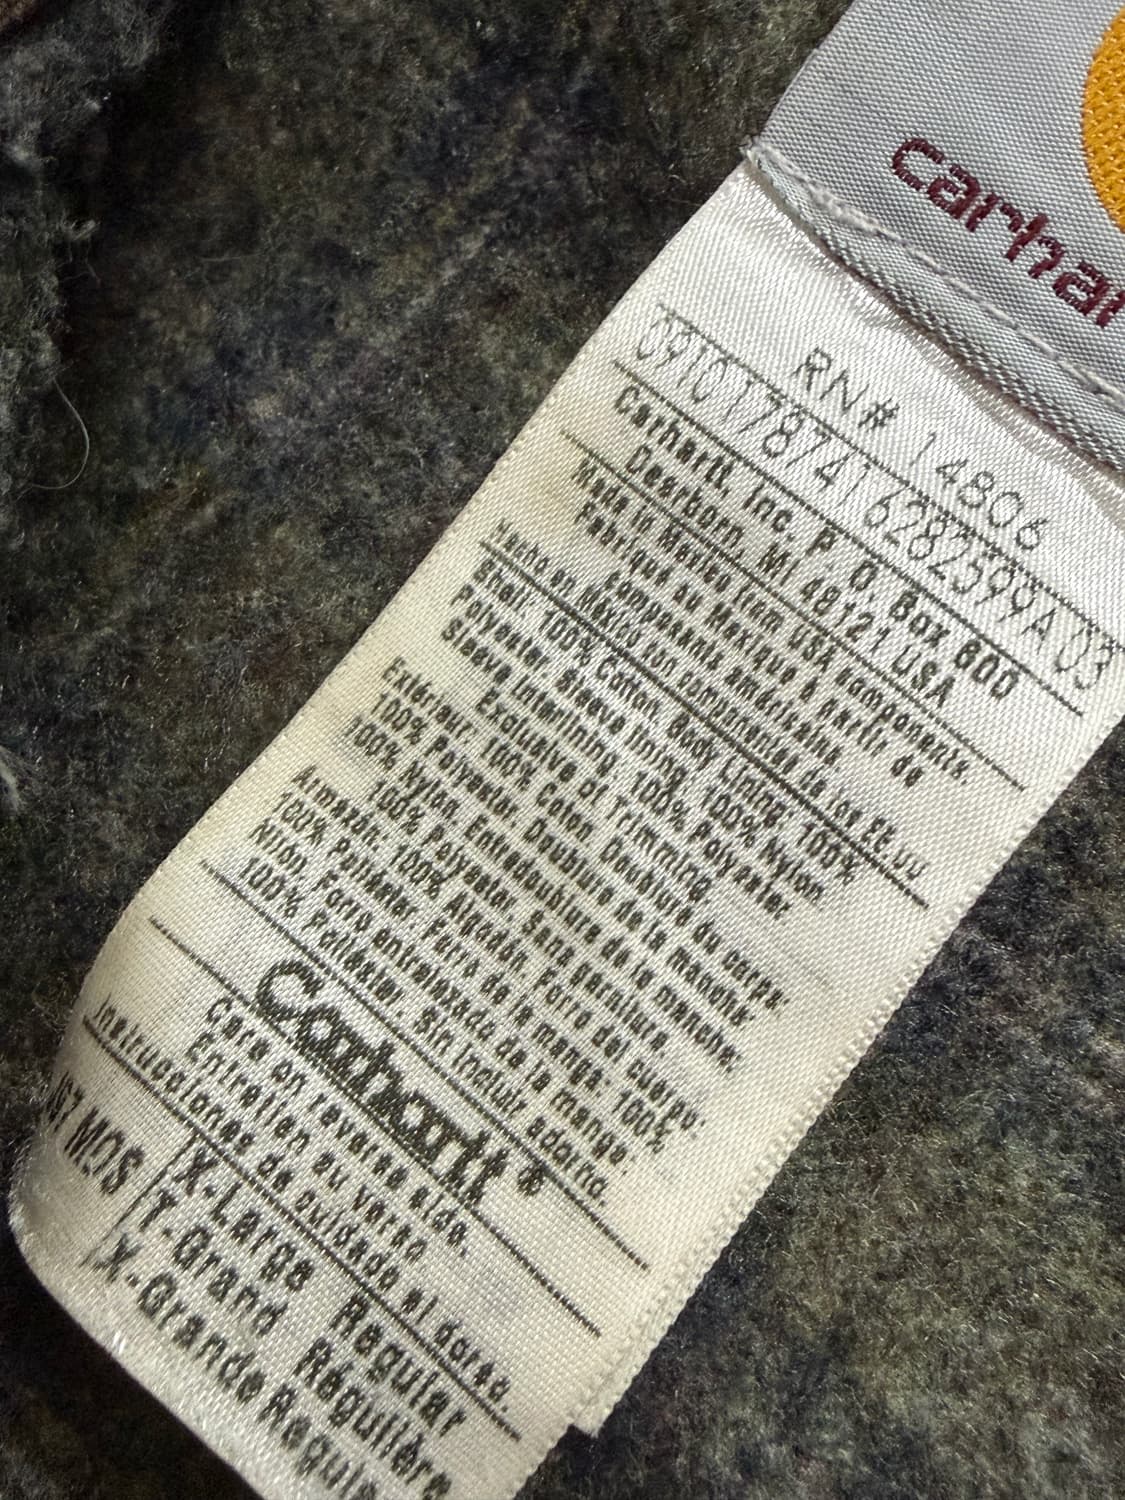 carhar
RN# 14806
Carhartt, Inc. P. O. Box 600
Dearborn, MI 48121 USA
Made in Mexico from USA components.
Fabriqué au Mexique à partir de
composants américains
Hecho en México con componentes de los EE.UU
Shell: 100% Cotton. Body Lining: 100%
Polyester. Sleeve lining: 100% Nylon
Sleeve Interlining: 100% Polyester
Exclusive of Trimming
Extérieur: 100% Coton. Doublure du corps:
100% Polyester. Doublure de la manche:
100% Nylon. Entredoublure de la manche:
100% Polyester. Sans garniture.
Armazón: 100% Algodón. Forro del cuerpo:
100% Poliéster. Forro de la manga: 100%
Nilón. Forro entrelazado de la manga:
100% Poliéster. Sin incluir adorno.
Carhartt®
Care on reverse side.
Entretien au verso
Instrucciones de cuidado al dorso.
MOS X-Large Regular
T-Grand Régulière
X-Grande Regula